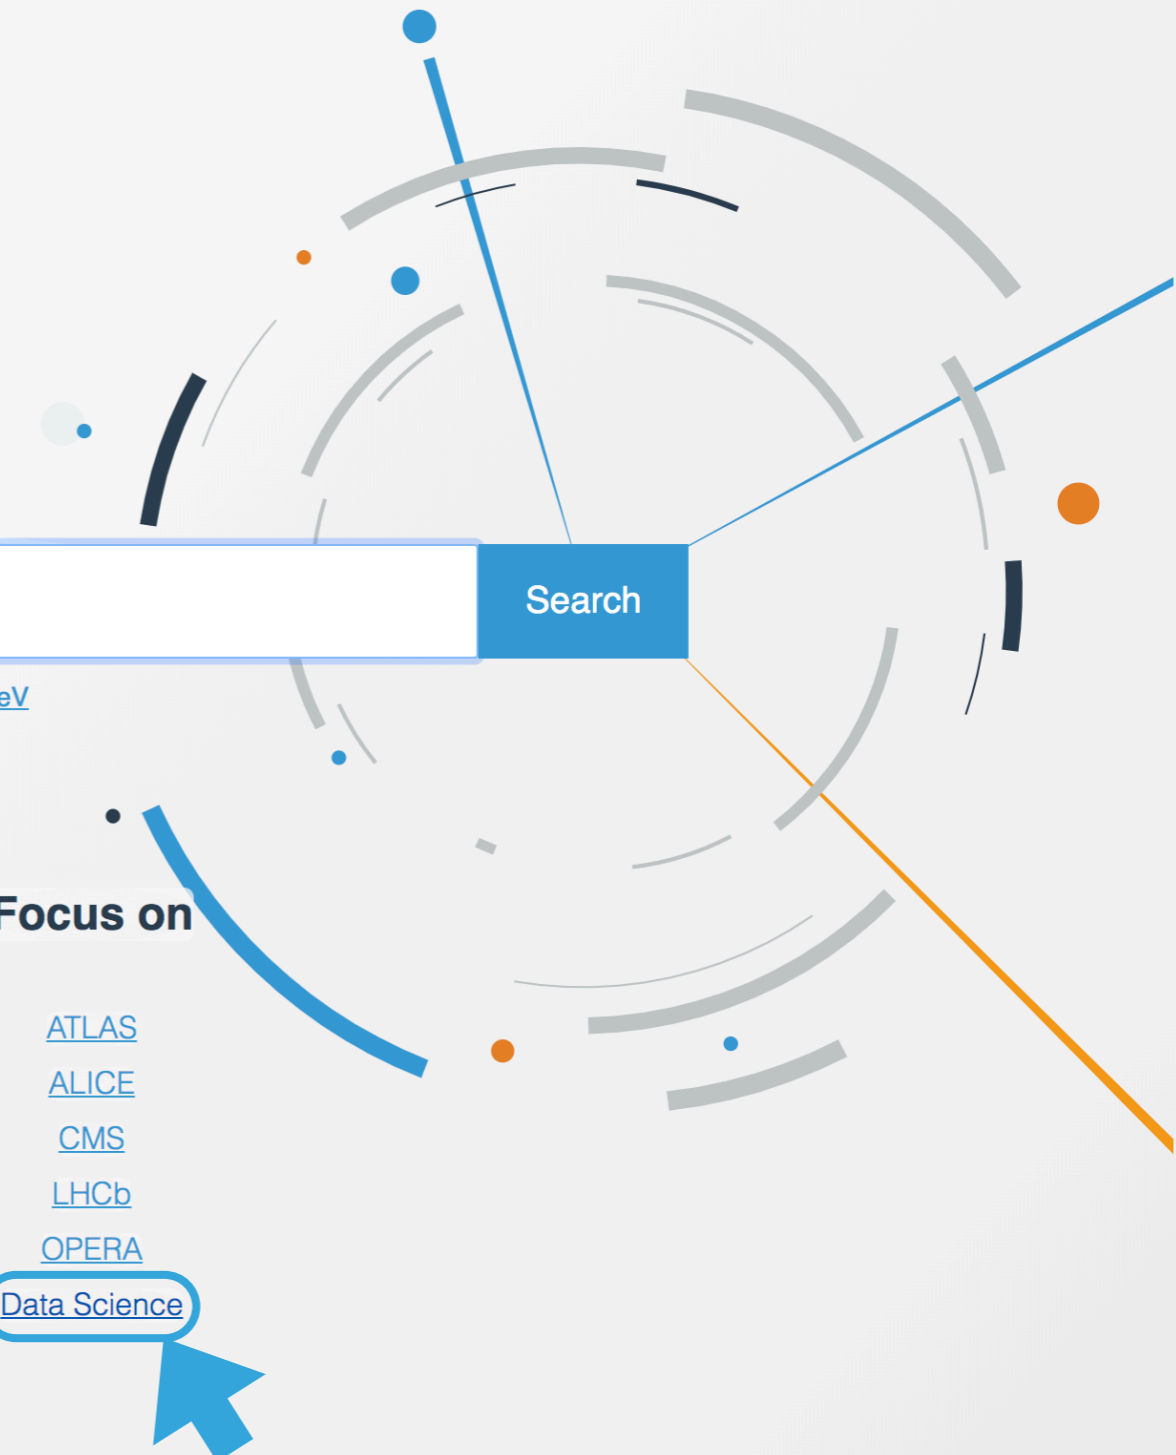 Search
eV
Focus on
ATLAS
ALICE
CMS
LHCb
OPERA
Data Science